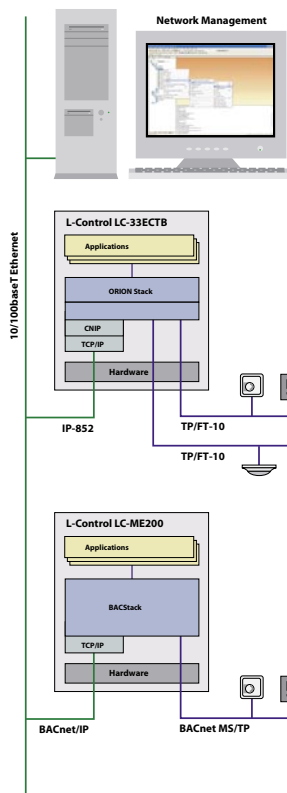 Network Management
10/100baseT Ethernet
L-Control LC-33ECTB
Applications
ORION Stack
CNIP
TCP/IP
Hardware
IP-852
TP/FT-10
TP/FT-10
L-Control LC-ME200
Applications
BACStack
TCP/IP
Hardware
BACnet/IP
BACnet MS/TP